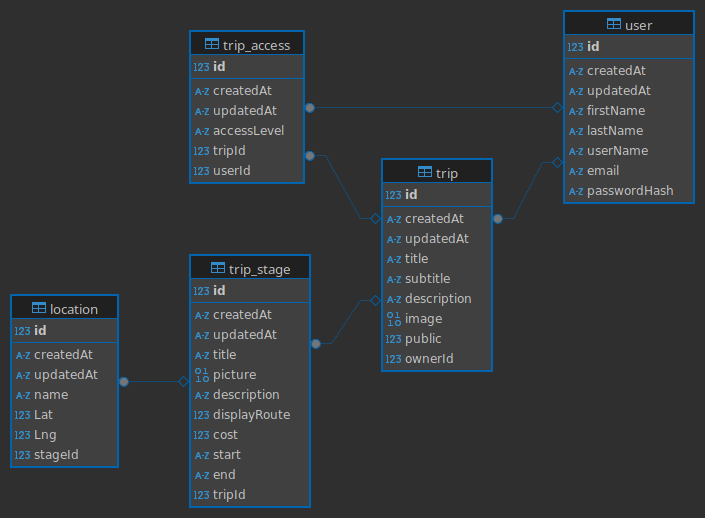 trip_access
123 id
A-Z createdAt
A-Z updatedAt
A-Z accessLevel
123 tripId
123 userId
user
123 id
A-Z createdAt
A-Z updatedAt
A-Z firstName
A-Z lastName
A-Z userName
A-Z email
A-Z passwordHash
trip
123 id
A-Z createdAt
A-Z updatedAt
A-Z title
A-Z subtitle
A-Z description
0110 image
123 public
123 ownerId
trip_stage
123 id
A-Z createdAt
A-Z updatedAt
A-Z title
0110 picture
A-Z description
123 displayRoute
123 cost
A-Z start
A-Z end
123 tripId
location
123 id
A-Z createdAt
A-Z updatedAt
A-Z name
123 Lat
123 Lng
123 stageId